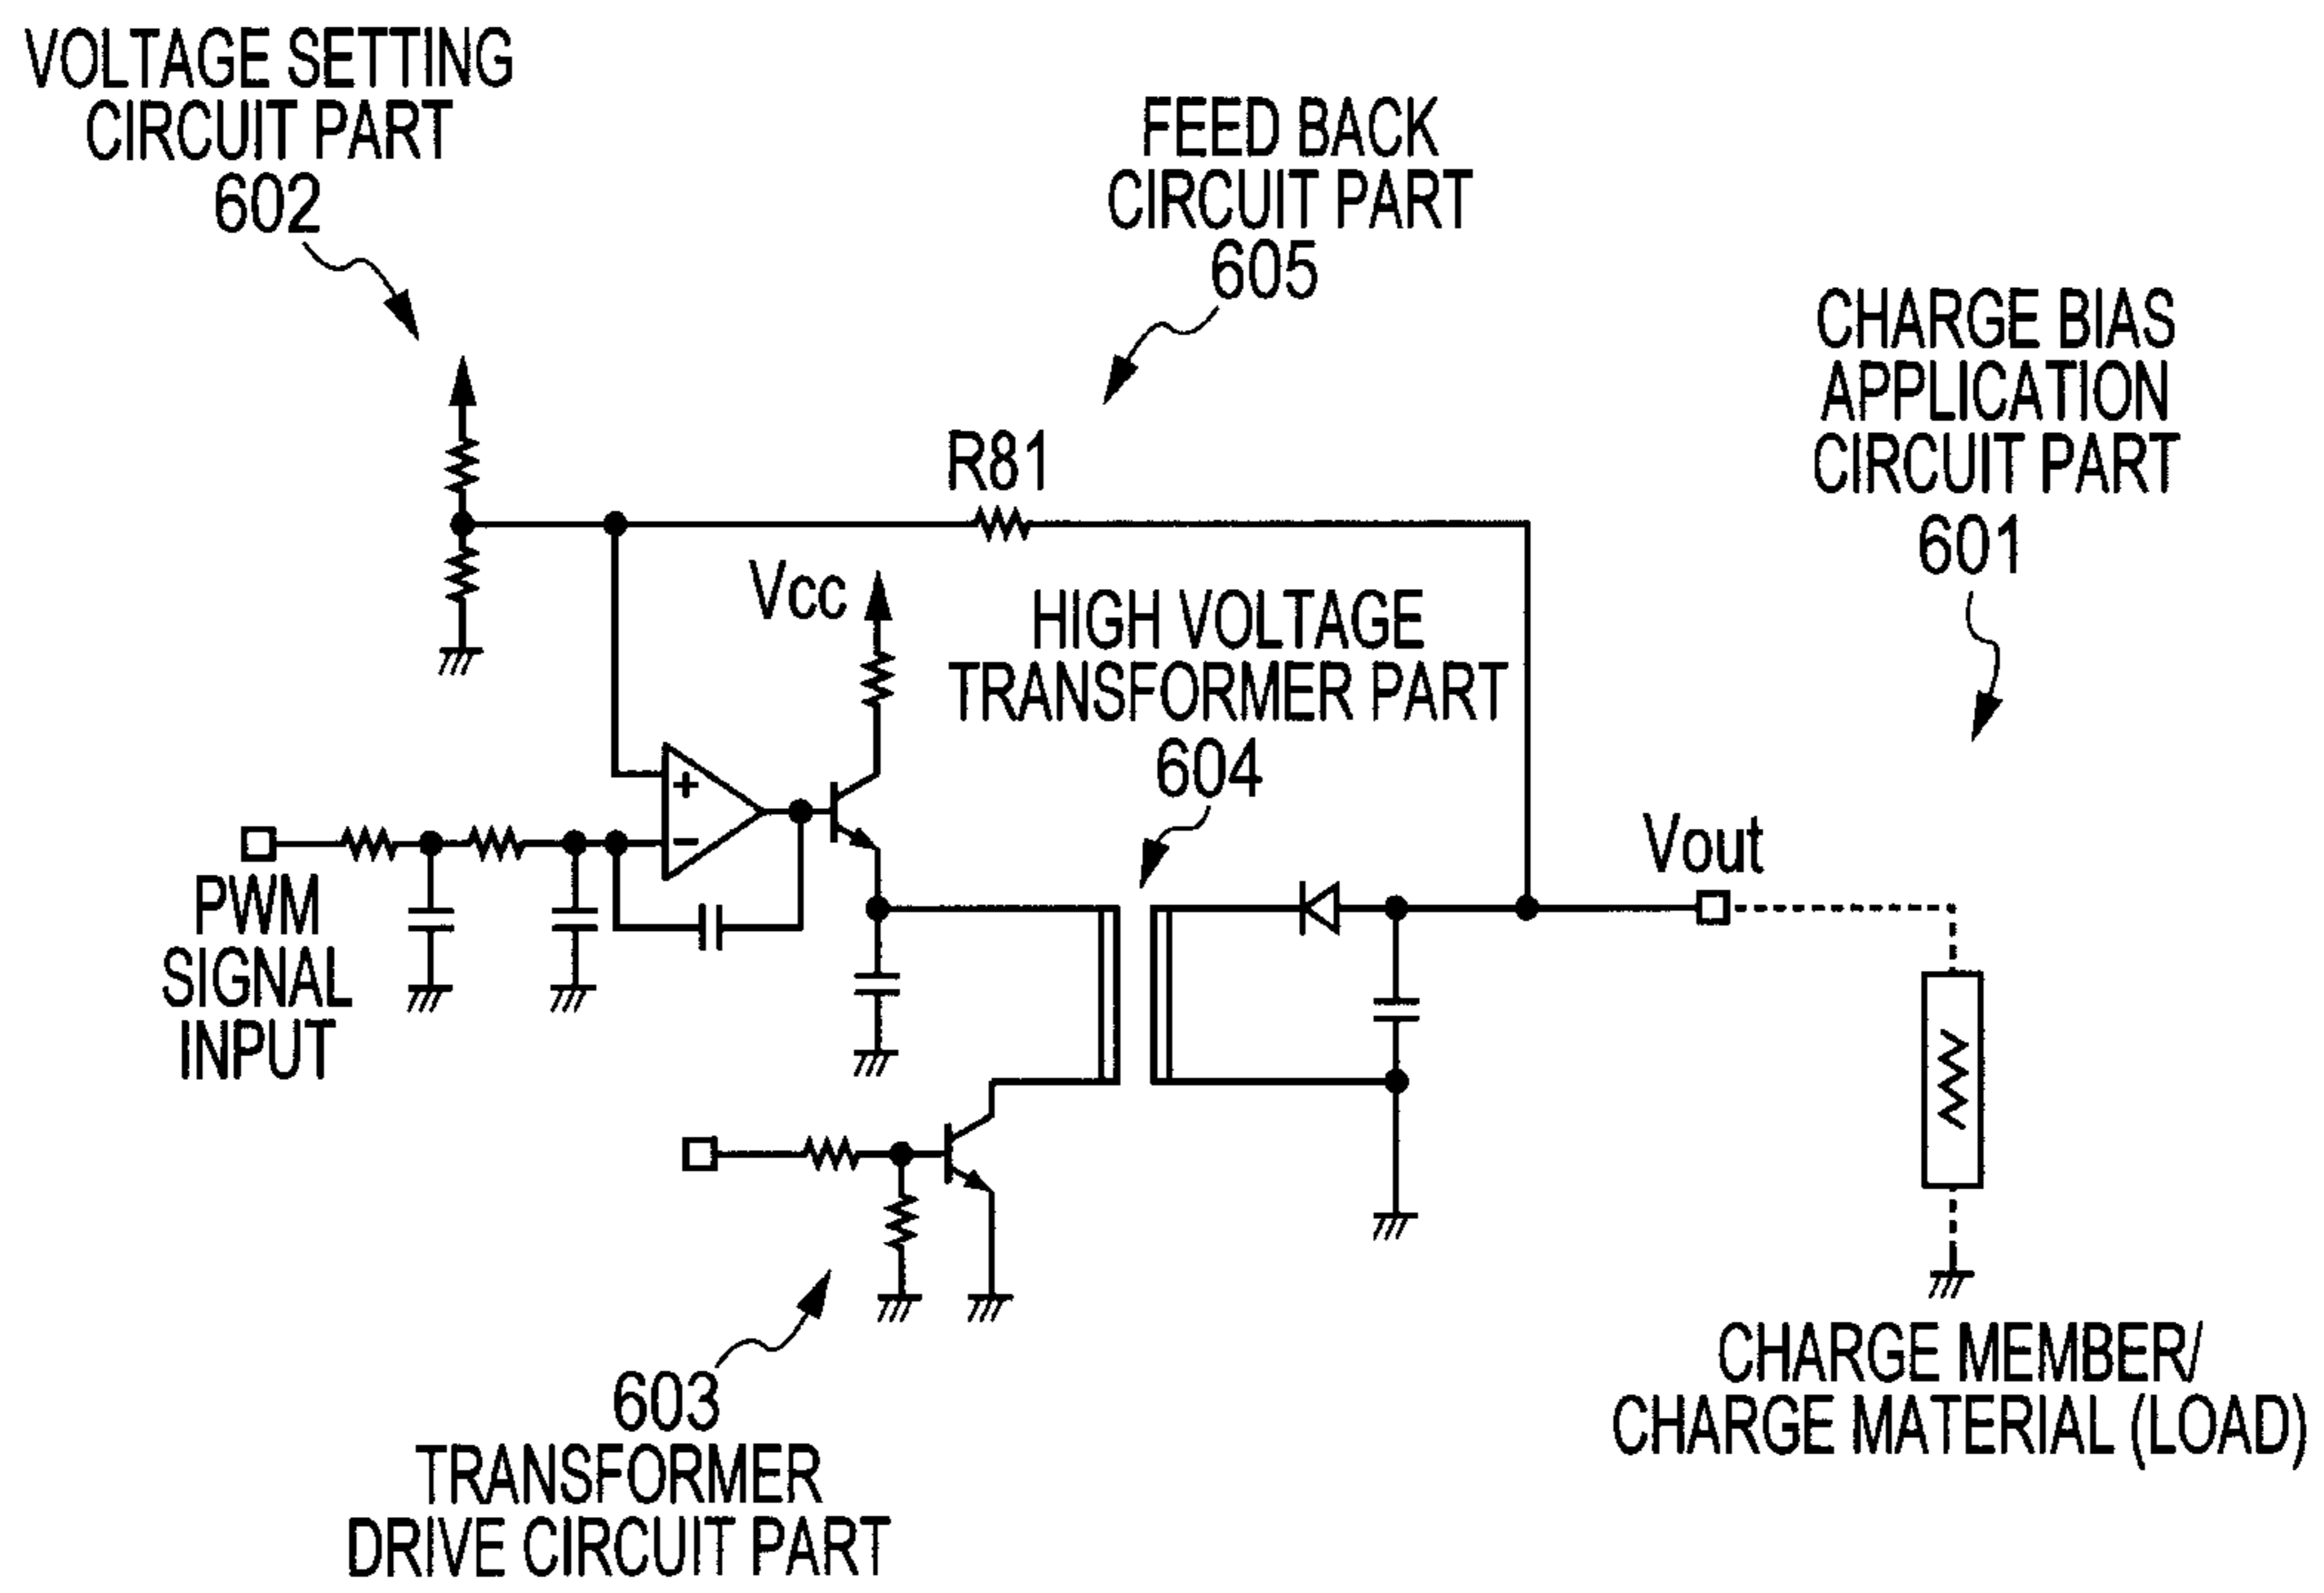 VOLTAGE SETTING
CIRCUIT PART
602
FEED BACK
CIRCUIT PART
605
CHARGE BIAS
APPLICATION
CIRCUIT PART
601
R81
Vcc
HIGH VOLTAGE
TRANSFORMER PART
604
+
−
Vout
PWM
SIGNAL
INPUT
603
TRANSFORMER
DRIVE CIRCUIT PART
CHARGE MEMBER/
CHARGE MATERIAL (LOAD)